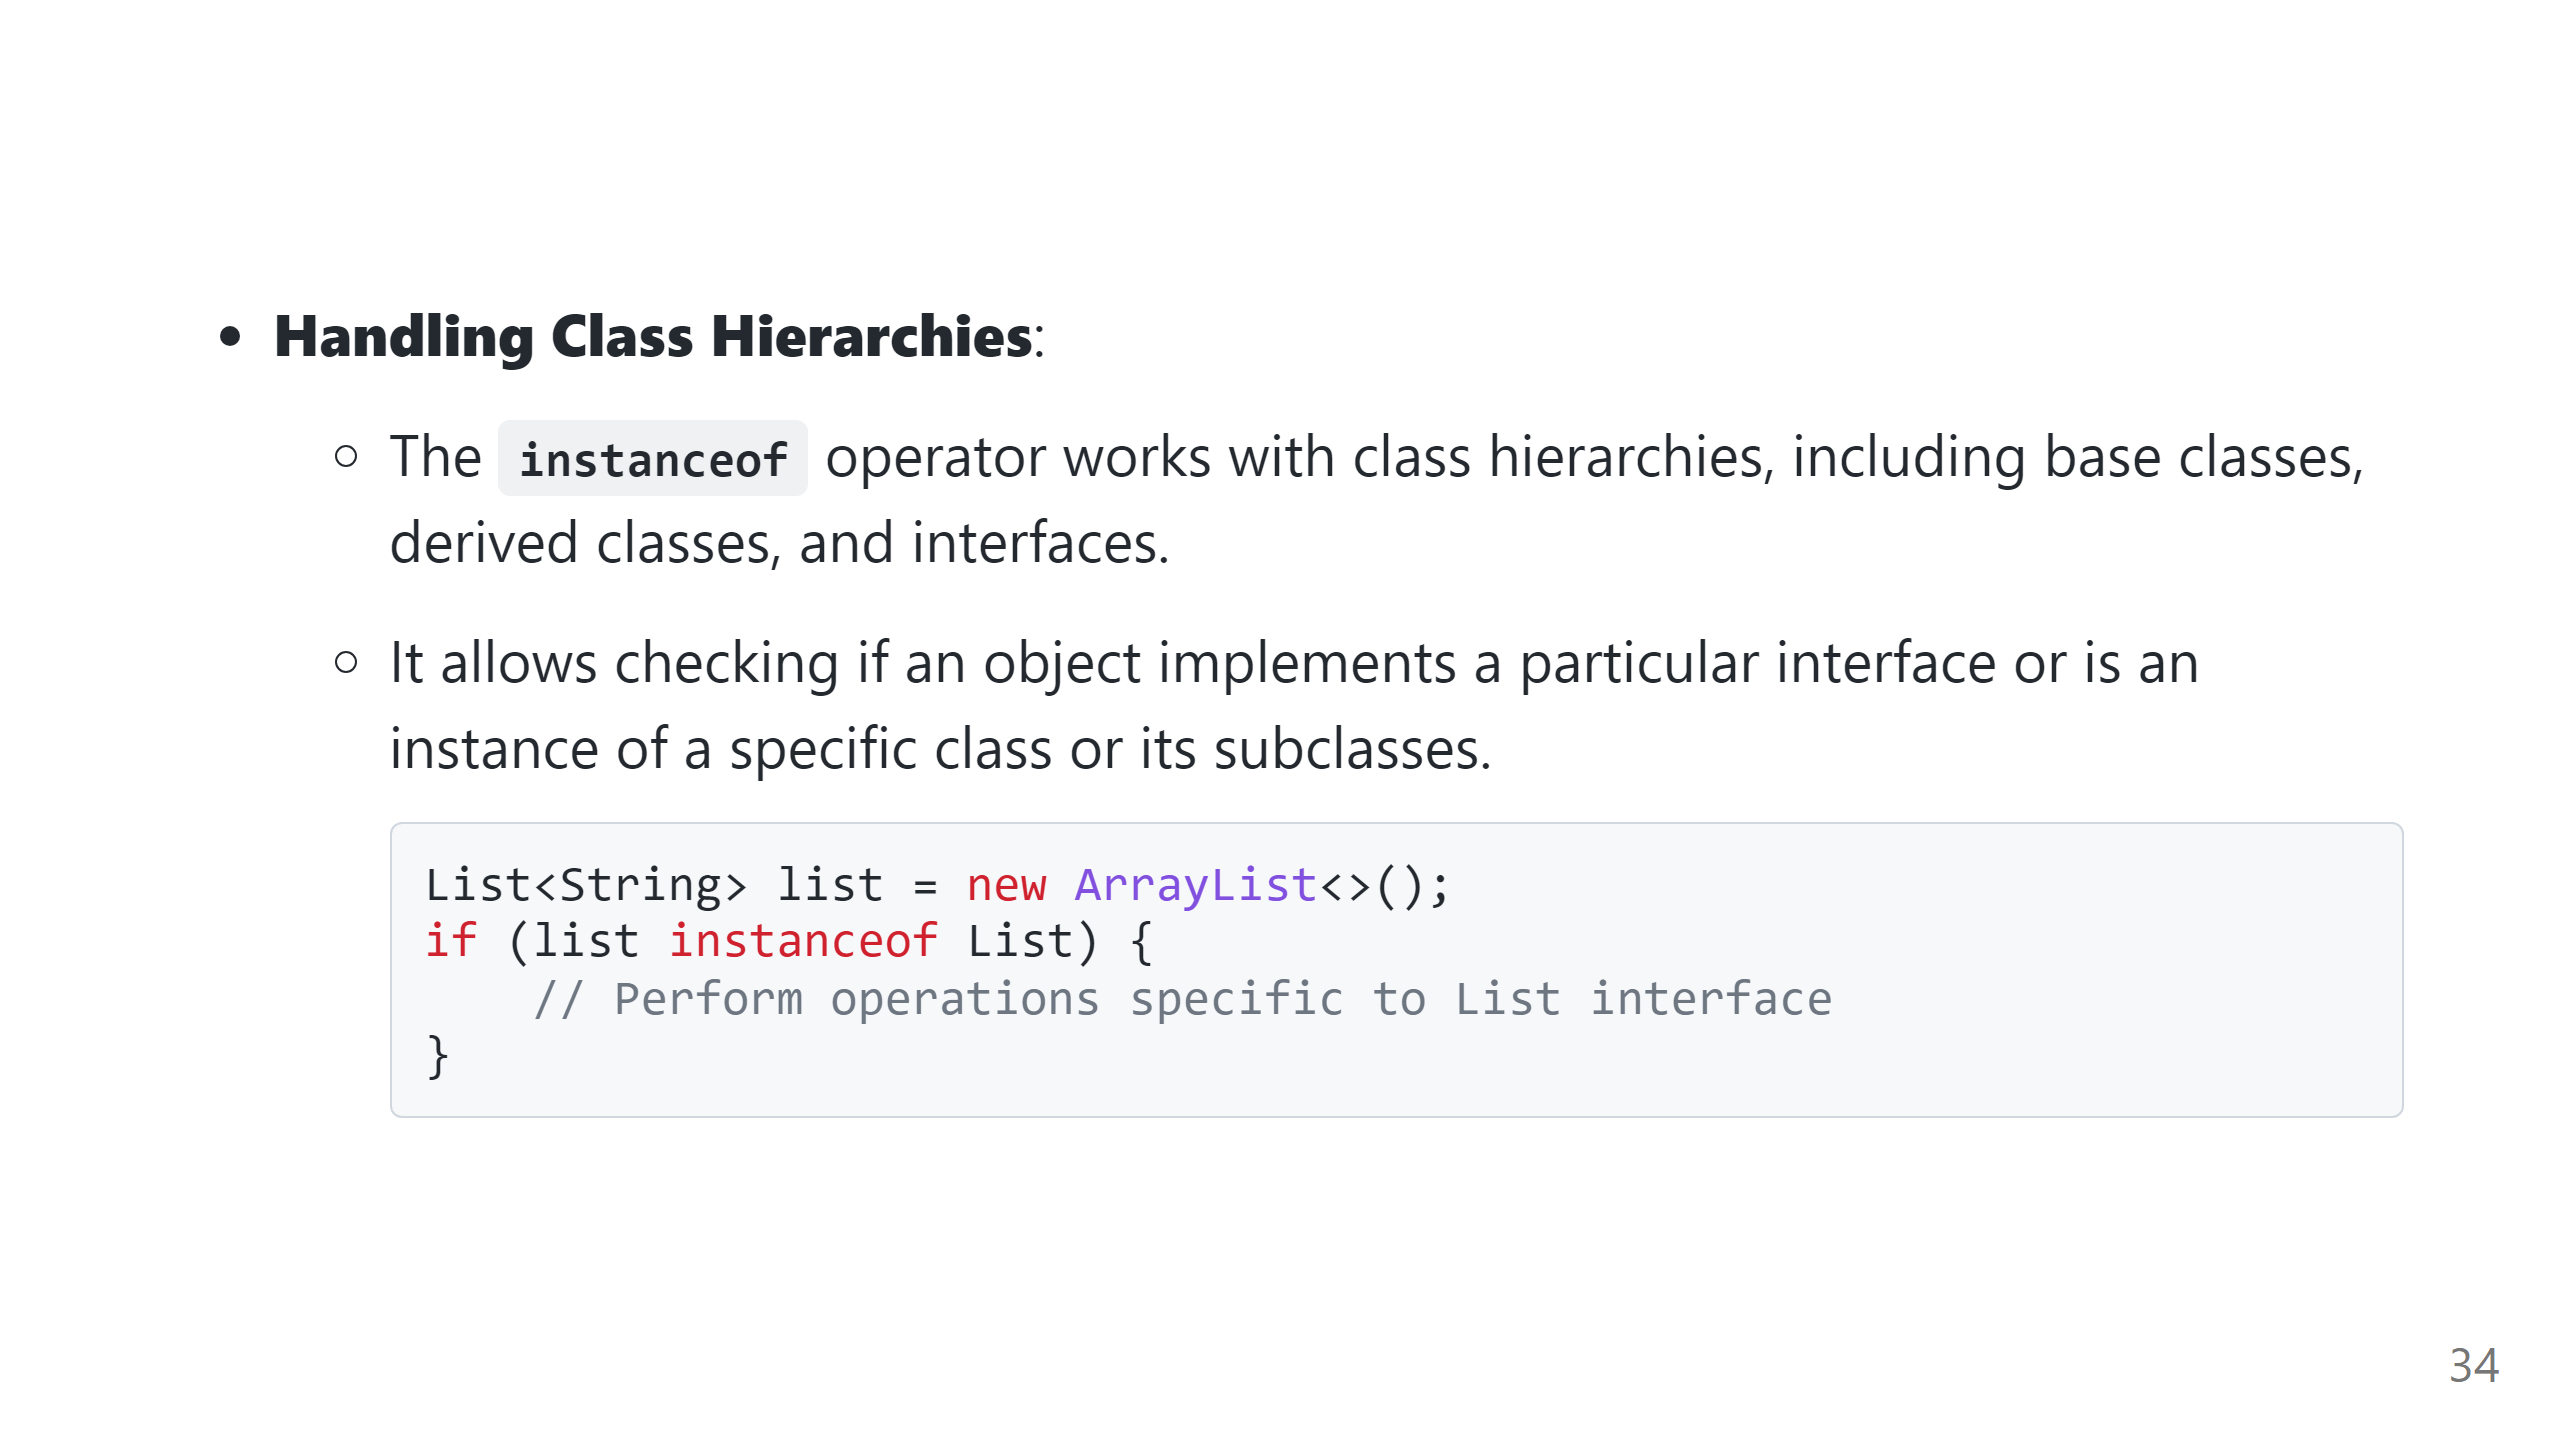 • Handling Class Hierarchies:
○ The instanceof operator works with class hierarchies, including base classes,
derived classes, and interfaces.
○ It allows checking if an object implements a particular interface or is an
instance of a specific class or its subclasses.
List<String> list = new ArrayList<>();
if (list instanceof List) {
    // Perform operations specific to List interface
}
34